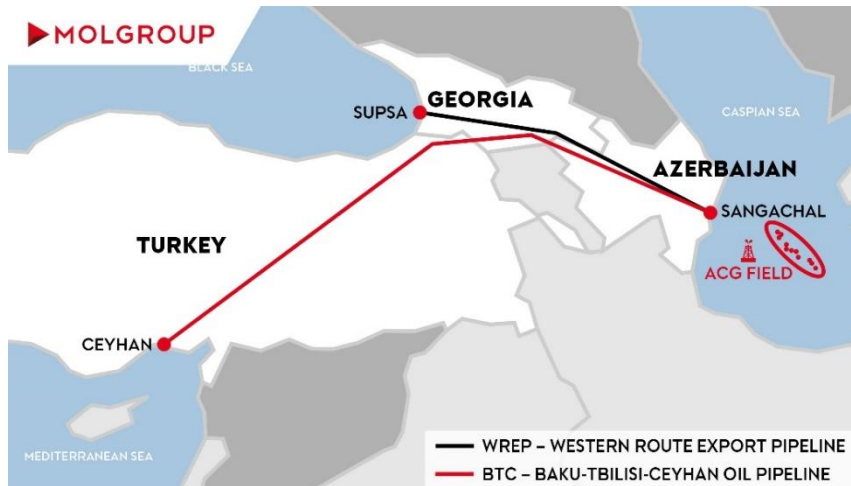 MOLGROUP
BLACK SEA
GEORGIA
SUPSA
CASPIAN SEA
AZERBAIJAN
SANGACHAL
TURKEY
ACG FIELD
CEYHAN
MEDITERRANEAN SEA
WREP – WESTERN ROUTE EXPORT PIPELINE
BTC – BAKU-TBILISI-CEYHAN OIL PIPELINE